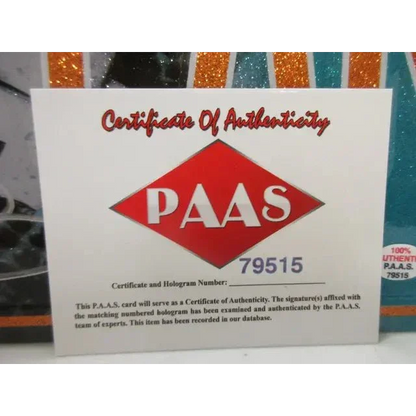 Certificate Of Authenticity
PAAS
79515
Certificate and Hologram Number:
This P.A.A.S. card will serve as a Certificate of Authenticity. The signature(s) affixed with
the matching numbered hologram has been examined and authenticated by the P.A.A.S.
team of experts. This item has been recorded in our database.
100%
AUTHENTI
P.A.A.S.
79515